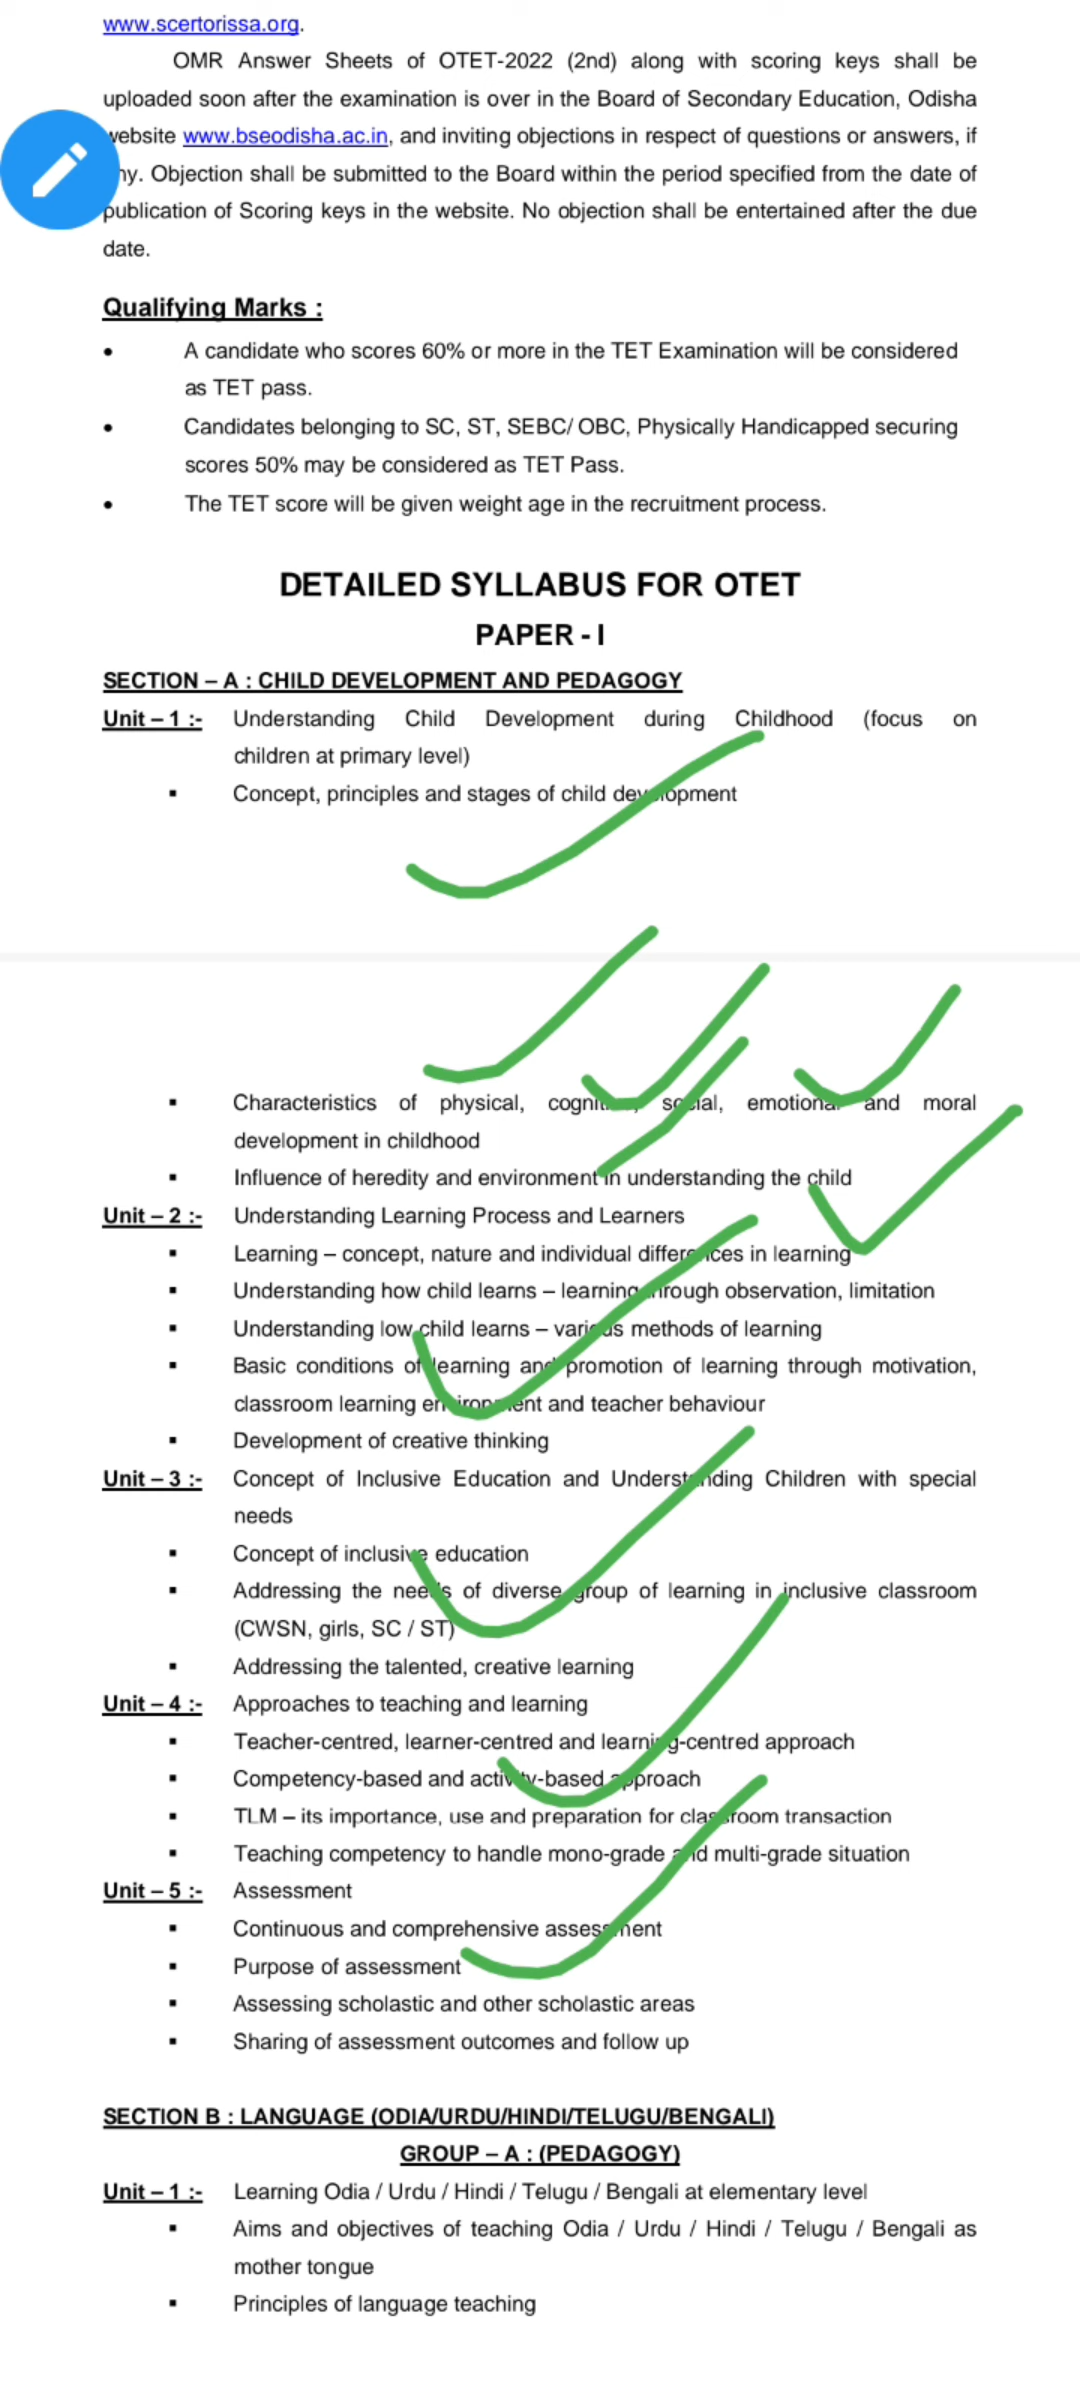 www.scertorissa.org.
OMR Answer Sheets of OTET-2022 (2nd) along with scoring keys shall be
uploaded soon after the examination is over in the Board of Secondary Education, Odisha
website www.bseodisha.ac.in, and inviting objections in respect of questions or answers, if
ny. Objection shall be submitted to the Board within the period specified from the date of
publication of Scoring keys in the website. No objection shall be entertained after the due
date.
Qualifying Marks :
• A candidate who scores 60% or more in the TET Examination will be considered
as TET pass.
• Candidates belonging to SC, ST, SEBC/ OBC, Physically Handicapped securing
scores 50% may be considered as TET Pass.
• The TET score will be given weight age in the recruitment process.
DETAILED SYLLABUS FOR OTET
PAPER - I
SECTION – A : CHILD DEVELOPMENT AND PEDAGOGY
Unit – 1 :- Understanding Child Development during Childhood (focus on
children at primary level)
▪ Concept, principles and stages of child development
▪ Characteristics of physical, cognitive, social, emotional and moral
development in childhood
▪ Influence of heredity and environment in understanding the child
Unit – 2 :- Understanding Learning Process and Learners
▪ Learning – concept, nature and individual differences in learning
▪ Understanding how child learns – learning through observation, limitation
▪ Understanding low child learns – various methods of learning
▪ Basic conditions of learning and promotion of learning through motivation,
classroom learning environment and teacher behaviour
▪ Development of creative thinking
Unit – 3 :- Concept of Inclusive Education and Understanding Children with special
needs
▪ Concept of inclusive education
▪ Addressing the needs of diverse group of learning in inclusive classroom
(CWSN, girls, SC / ST)
▪ Addressing the talented, creative learning
Unit – 4 :- Approaches to teaching and learning
▪ Teacher-centred, learner-centred and learning-centred approach
▪ Competency-based and activity-based approach
▪ TLM – its importance, use and preparation for classroom transaction
▪ Teaching competency to handle mono-grade and multi-grade situation
Unit – 5 :- Assessment
▪ Continuous and comprehensive assessment
▪ Purpose of assessment
▪ Assessing scholastic and other scholastic areas
▪ Sharing of assessment outcomes and follow up
SECTION B : LANGUAGE (ODIA/URDU/HINDI/TELUGU/BENGALI)
GROUP – A : (PEDAGOGY)
Unit – 1 :- Learning Odia / Urdu / Hindi / Telugu / Bengali at elementary level
▪ Aims and objectives of teaching Odia / Urdu / Hindi / Telugu / Bengali as
mother tongue
▪ Principles of language teaching